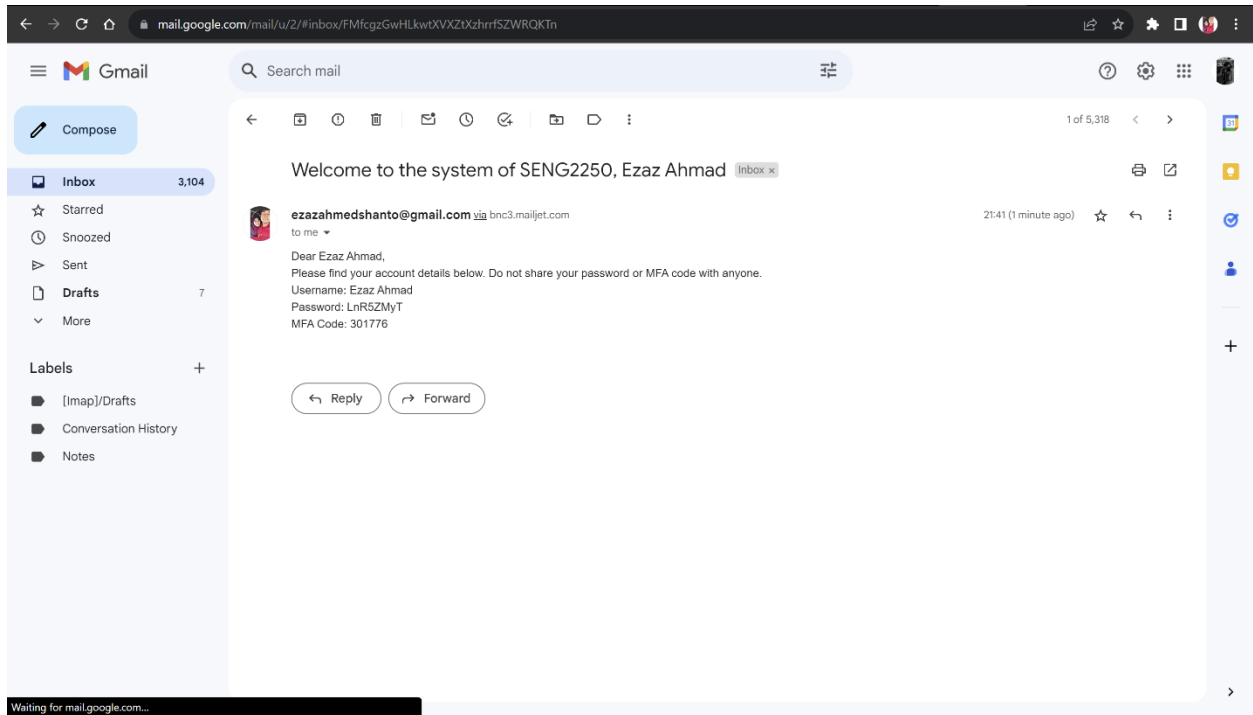 mail.google.com/mail/u/2/#inbox/FMfcgzGwHLkwtXVXZtXzhrrfSZWRQKTn
Gmail
Search mail
Compose
1 of 5,318
31
Welcome to the system of SENG2250, Ezaz Ahmad Inbox x
Inbox 3,104
Starred
Snoozed
Sent
Drafts 7
More
ezazahmedshanto@gmail.com via bnc3.mailjet.com 21:41 (1 minute ago)
to me
Dear Ezaz Ahmad,
Please find your account details below. Do not share your password or MFA code with anyone.
Username: Ezaz Ahmad
Password: LnR5ZMyT
MFA Code: 301776
Labels
[Imap]/Drafts
Conversation History
Notes
Reply Forward
Waiting for mail.google.com...